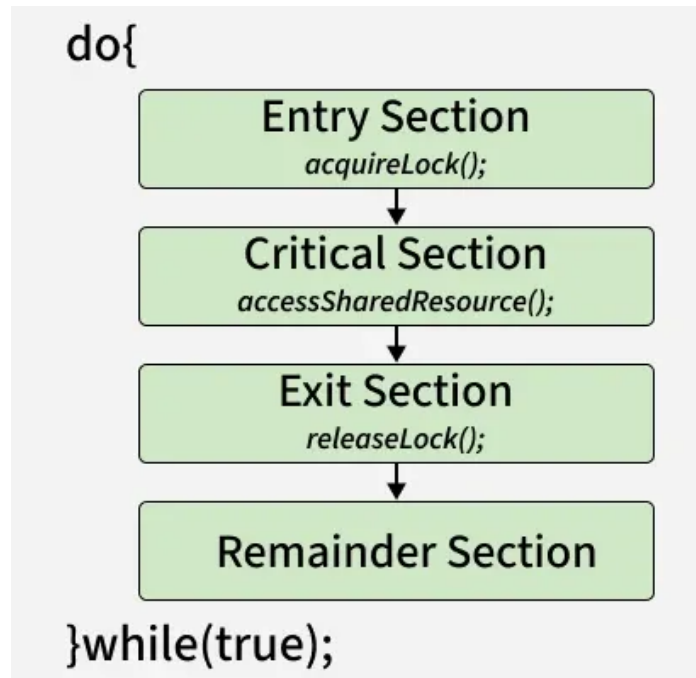 do{
Entry Section
acquireLock();
Critical Section
accessSharedResource();
Exit Section
releaseLock();
Remainder Section
}while(true);